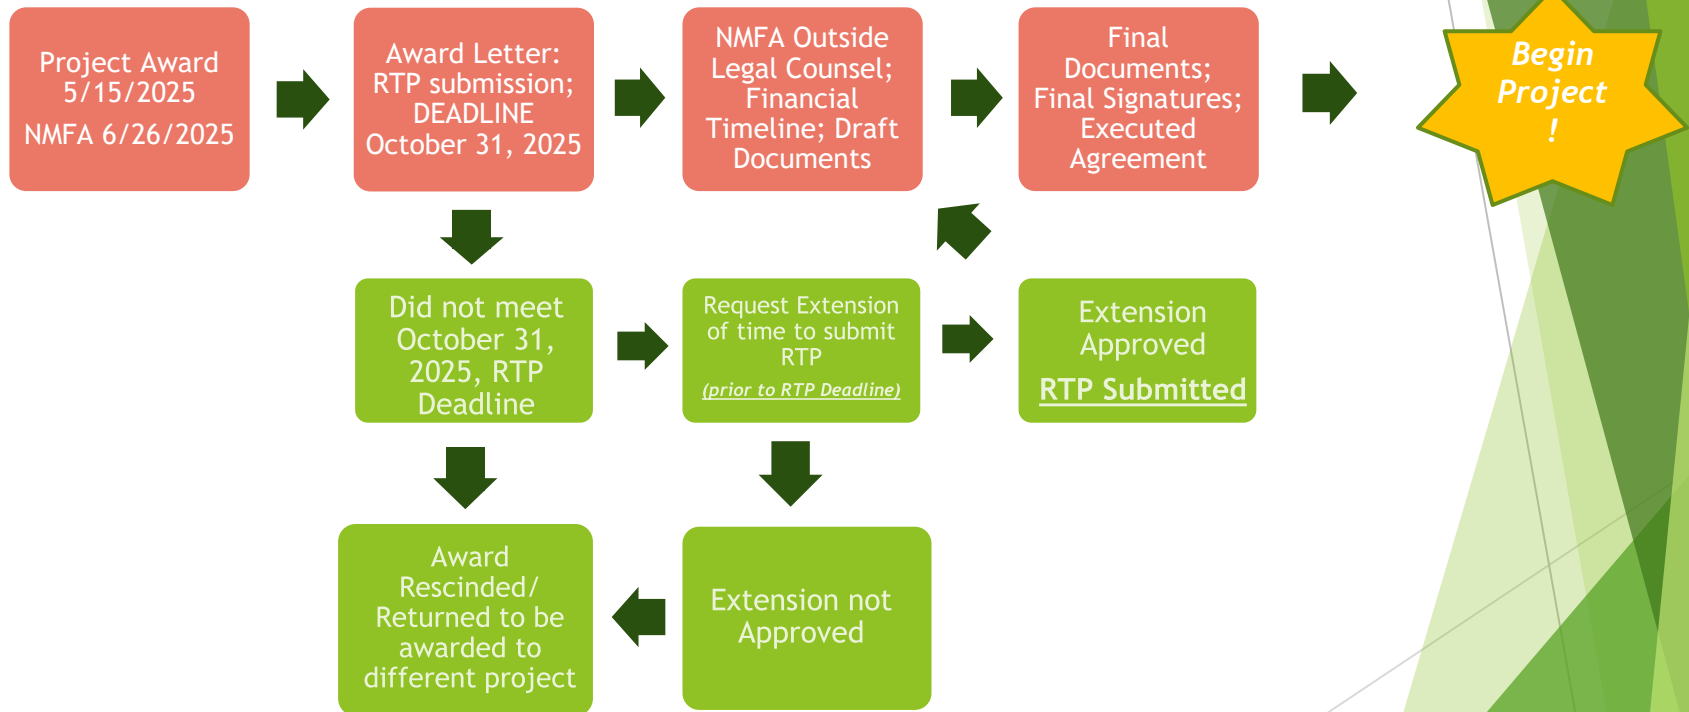 Project Award
5/15/2025
NMFA 6/26/2025
Award Letter:
RTP submission;
DEADLINE
October 31, 2025
NMFA Outside
Legal Counsel;
Financial
Timeline; Draft
Documents
Final
Documents;
Final Signatures;
Executed
Agreement
Begin
Project
!
Did not meet
October 31,
2025, RTP
Deadline
Request Extension
of time to submit
RTP
(prior to RTP Deadline)
Extension
Approved
RTP Submitted
Award
Rescinded/
Returned to be
awarded to
different project
Extension not
Approved